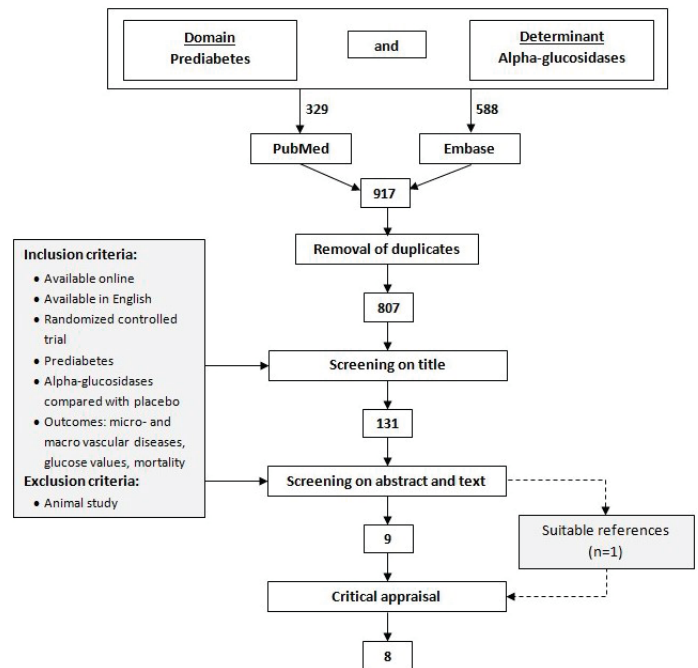 Domain
Prediabetes
and
Determinant
Alpha-glucosidases
329
588
PubMed
Embase
917
Removal of duplicates
807
Inclusion criteria:
• Available online
• Available in English
• Randomized controlled
trial
• Prediabetes
• Alpha-glucosidases
compared with placebo
• Outcomes: micro- and
macro vascular diseases,
glucose values, mortality
Exclusion criteria:
• Animal study
Screening on title
131
Screening on abstract and text
9
Suitable references
(n=1)
Critical appraisal
8